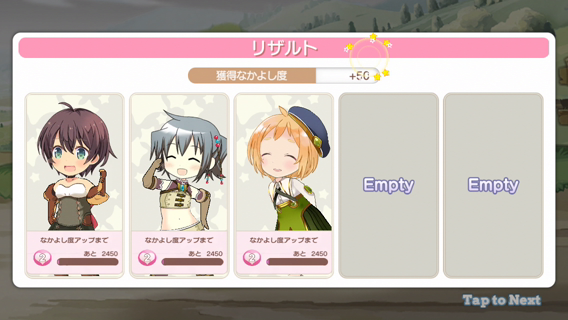 リザルト
獲得なかよし度 +50
Empty
Empty
なかよし度アップまで
あと 2450
2
なかよし度アップまで
あと 2450
2
なかよし度アップまで
あと 2450
2
Tap to Next